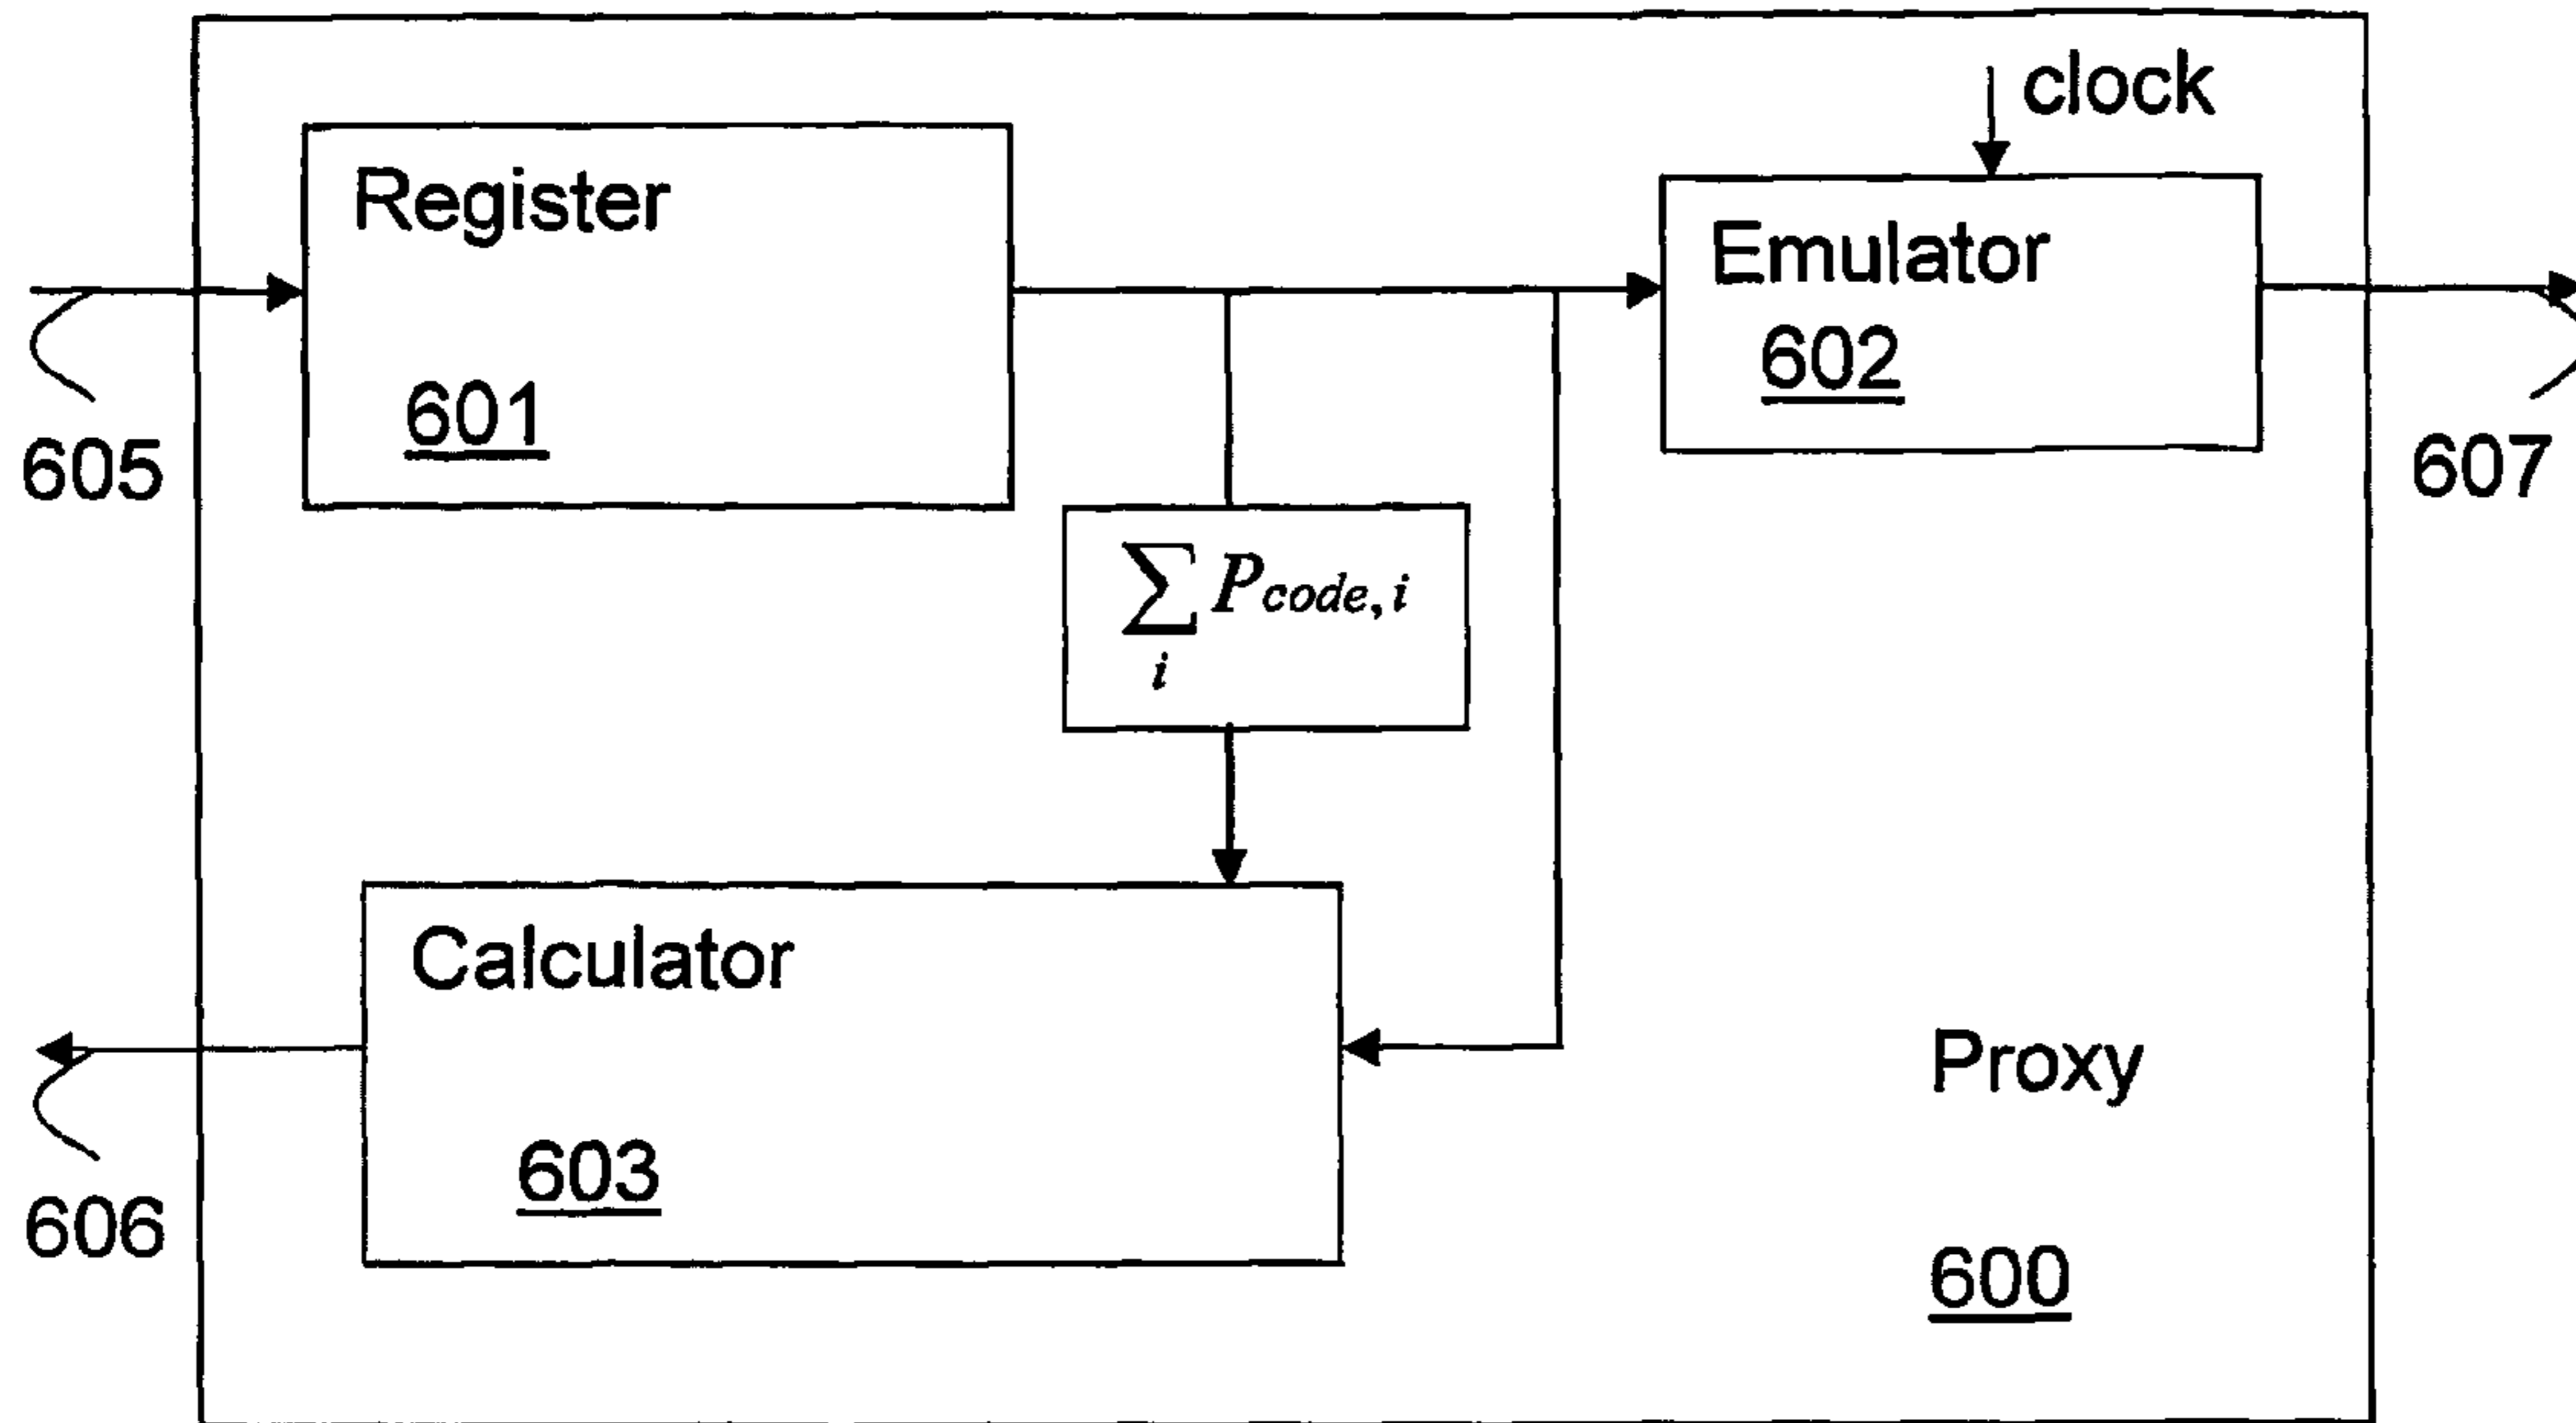 clock
Register
601
Emulator
602
605
607
∑ Pcode, i
i
Calculator
603
606
Proxy
600